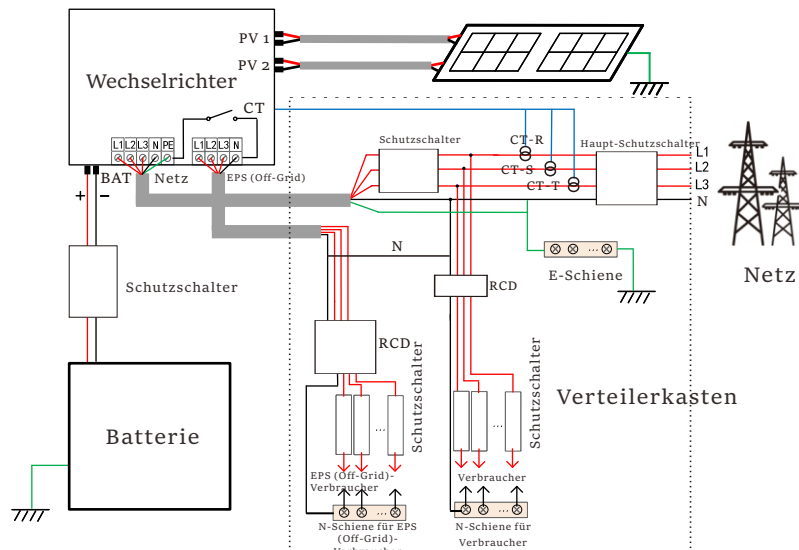 PV 1
PV 2
Wechselrichter
CT
L1 L2 L3 N PE
L1 L2 L3 N
BAT
Netz
EPS (Off-Grid)
+
–
Schutzschalter
Batterie
Schutzschalter
CT-R
CT-S
CT-T
Haupt-Schutzschalter
L1
L2
L3
N
Netz
...
E-Schiene
N
RCD
RCD
Schutzschalter
Schutzschalter
...
...
Verteilerkasten
EPS (Off-Grid)-
Verbraucher
Verbraucher
...
...
N-Schiene für EPS
(Off-Grid)-
Verbraucher
N-Schiene für
Verbraucher